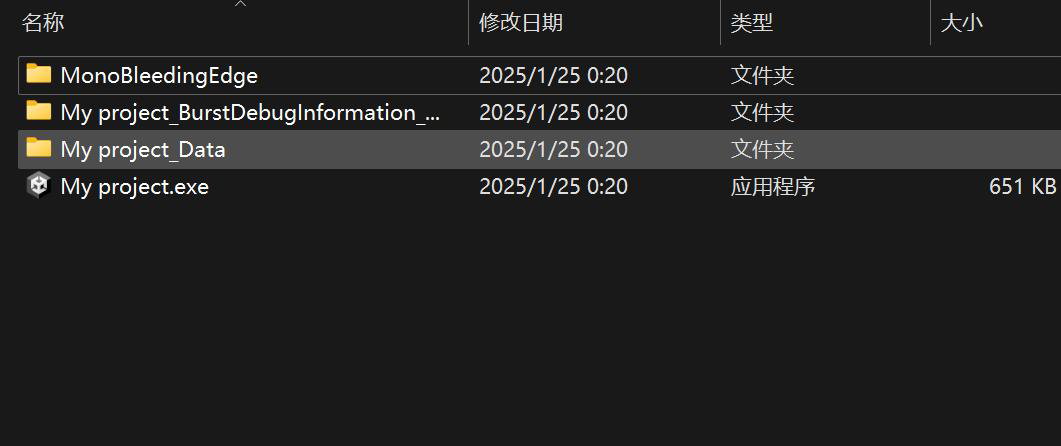 名称 修改日期 类型 大小
MonoBleedingEdge 2025/1/25 0:20 文件夹
My project_BurstDebugInformation_... 2025/1/25 0:20 文件夹
My project_Data 2025/1/25 0:20 文件夹
My project.exe 2025/1/25 0:20 应用程序 651 KB